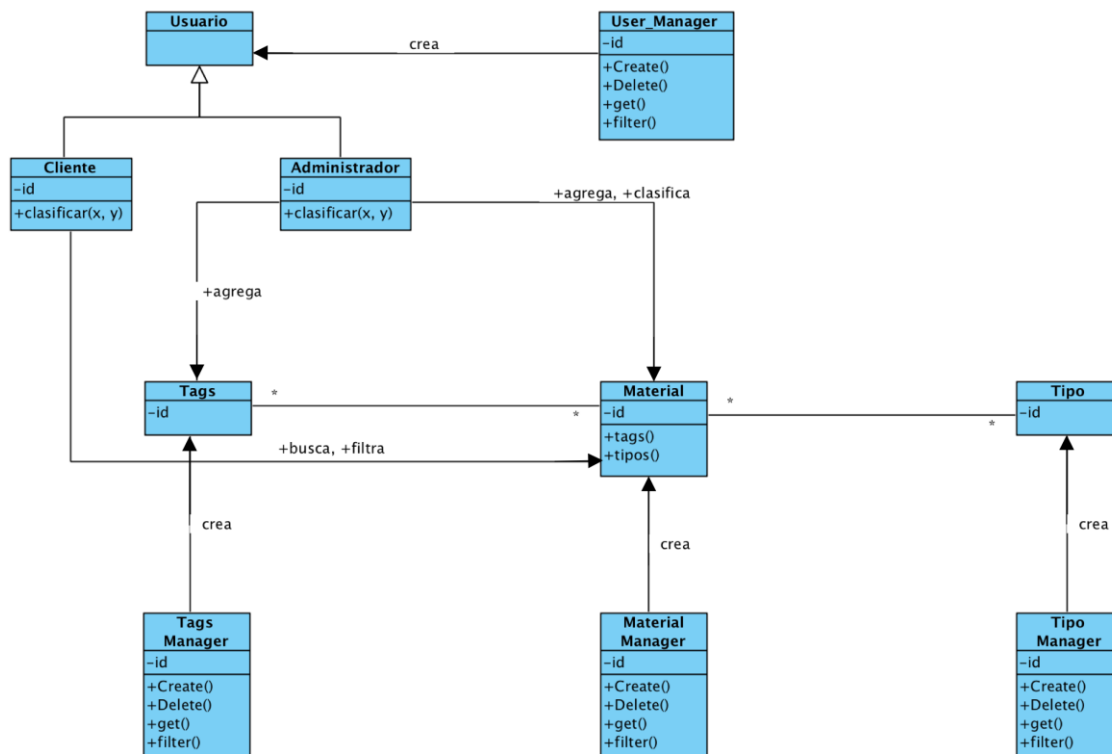 Usuario
User_Manager
-id
+Create()
+Delete()
+get()
+filter()
crea
Cliente
-id
+clasificar(x, y)
Administrador
-id
+clasificar(x, y)
+agrega, +clasifica
+agrega
Tags
-id
*
*
Material
-id
+tags()
+tipos()
*
*
Tipo
-id
+busca, +filtra
crea
crea
crea
Tags
Manager
-id
+Create()
+Delete()
+get()
+filter()
Material
Manager
-id
+Create()
+Delete()
+get()
+filter()
Tipo
Manager
-id
+Create()
+Delete()
+get()
+filter()